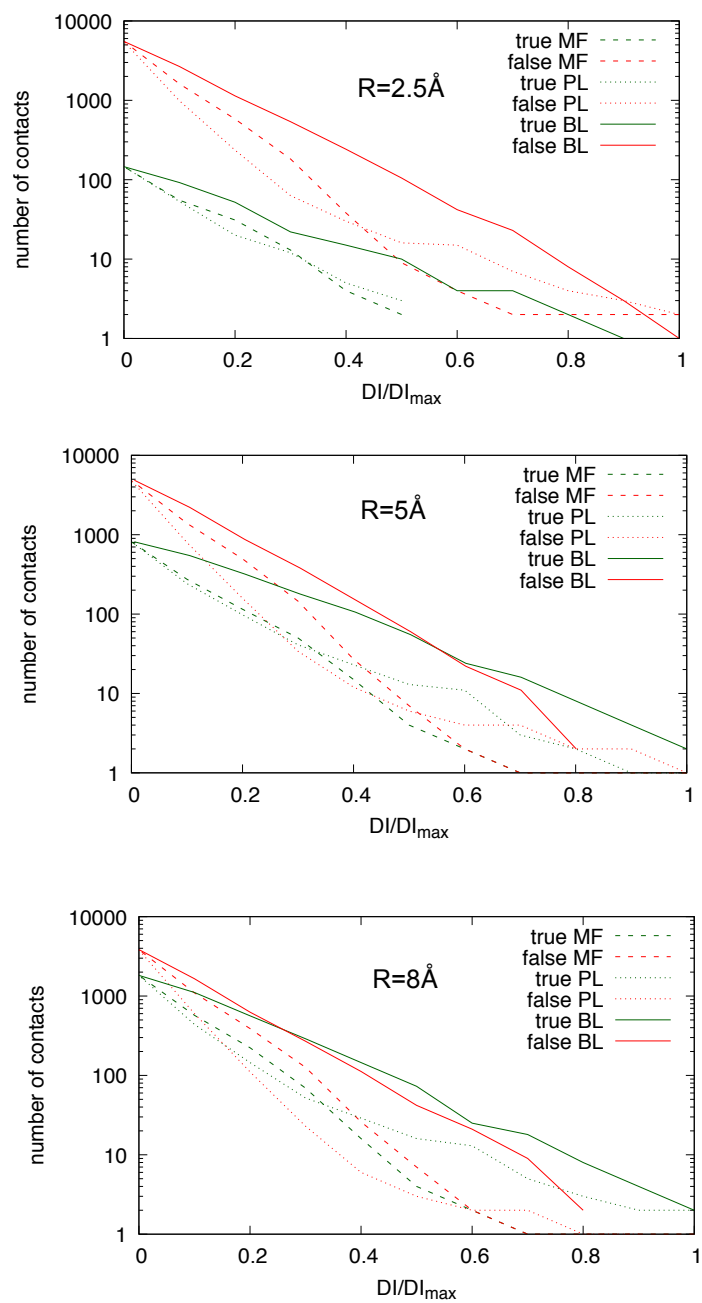 10000
1000
100
10
1
number of contacts
R=2.5Å
true MF
false MF
true PL
false PL
true BL
false BL
0 0.2 0.4 0.6 0.8 1
DI/DImax
10000
1000
100
10
1
number of contacts
R=5Å
true MF
false MF
true PL
false PL
true BL
false BL
0 0.2 0.4 0.6 0.8 1
DI/DImax
10000
1000
100
10
1
number of contacts
R=8Å
true MF
false MF
true PL
false PL
true BL
false BL
0 0.2 0.4 0.6 0.8 1
DI/DImax